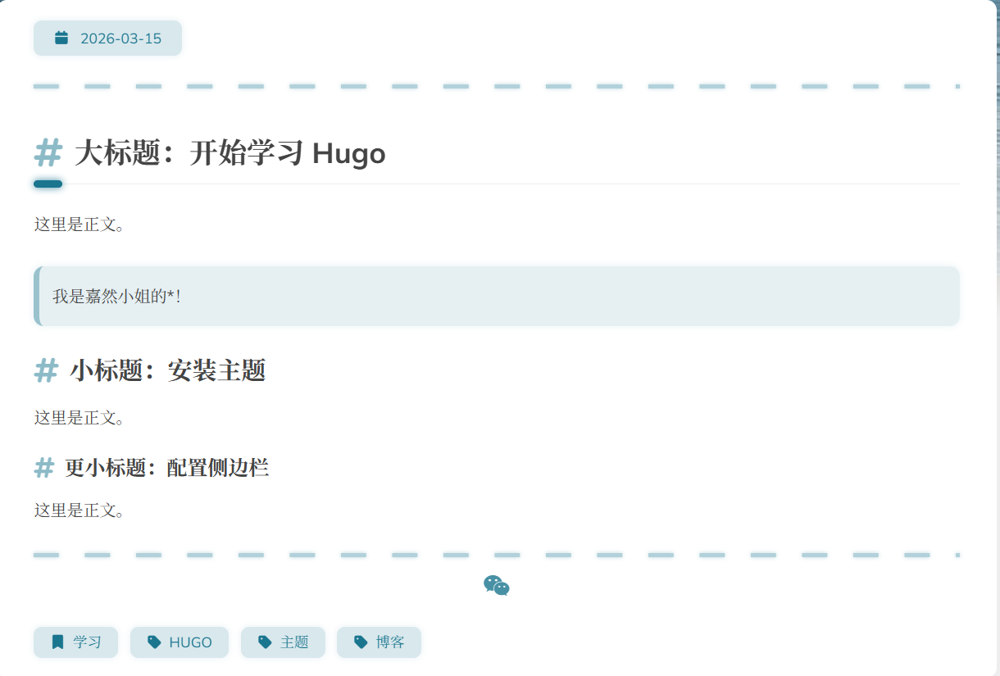 2026-03-15
# 大标题：开始学习 Hugo
这里是正文。
我是嘉然小姐的*！
# 小标题：安装主题
这里是正文。
# 更小标题：配置侧边栏
这里是正文。
学习 HUGO 主题 博客